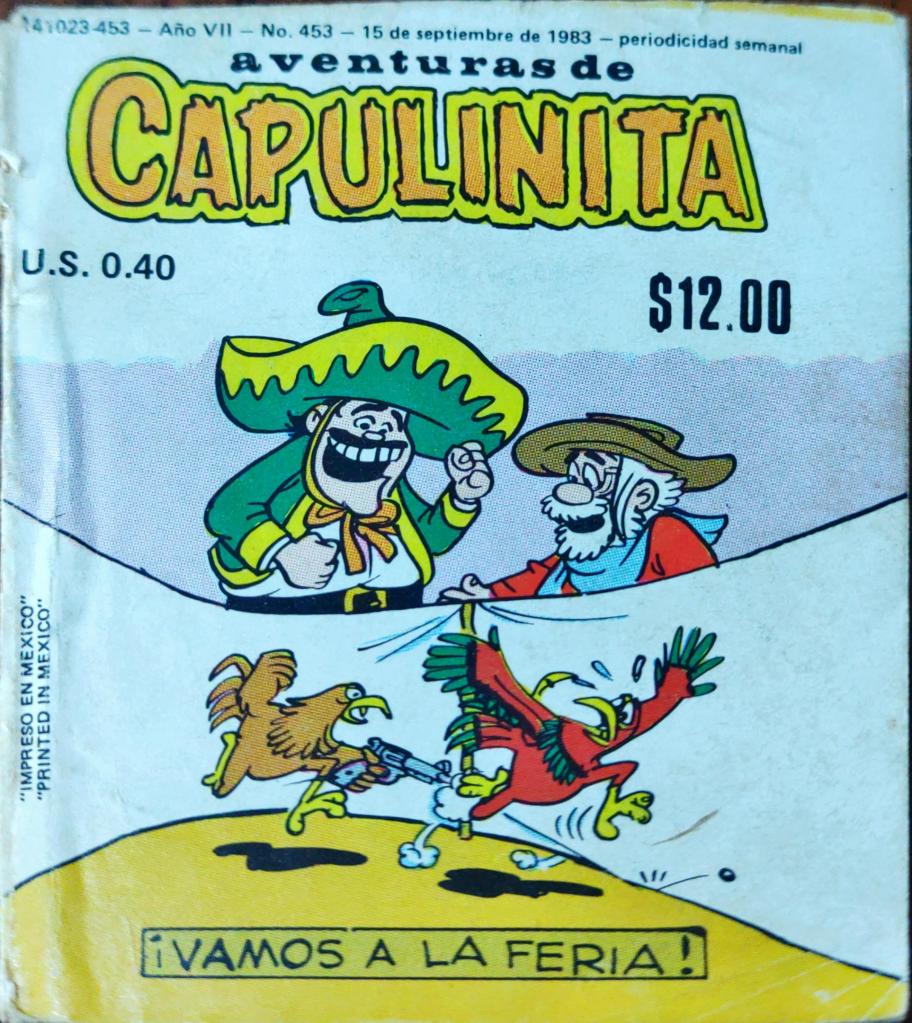 141023-453 — Año VII — No. 453 — 15 de septiembre de 1983 — periodicidad semanal
aventuras de
CAPULINITA
U.S. 0.40
$12.00
"IMPRESO EN MEXICO"
"PRINTED IN MEXICO"
¡VAMOS A LA FERIA!